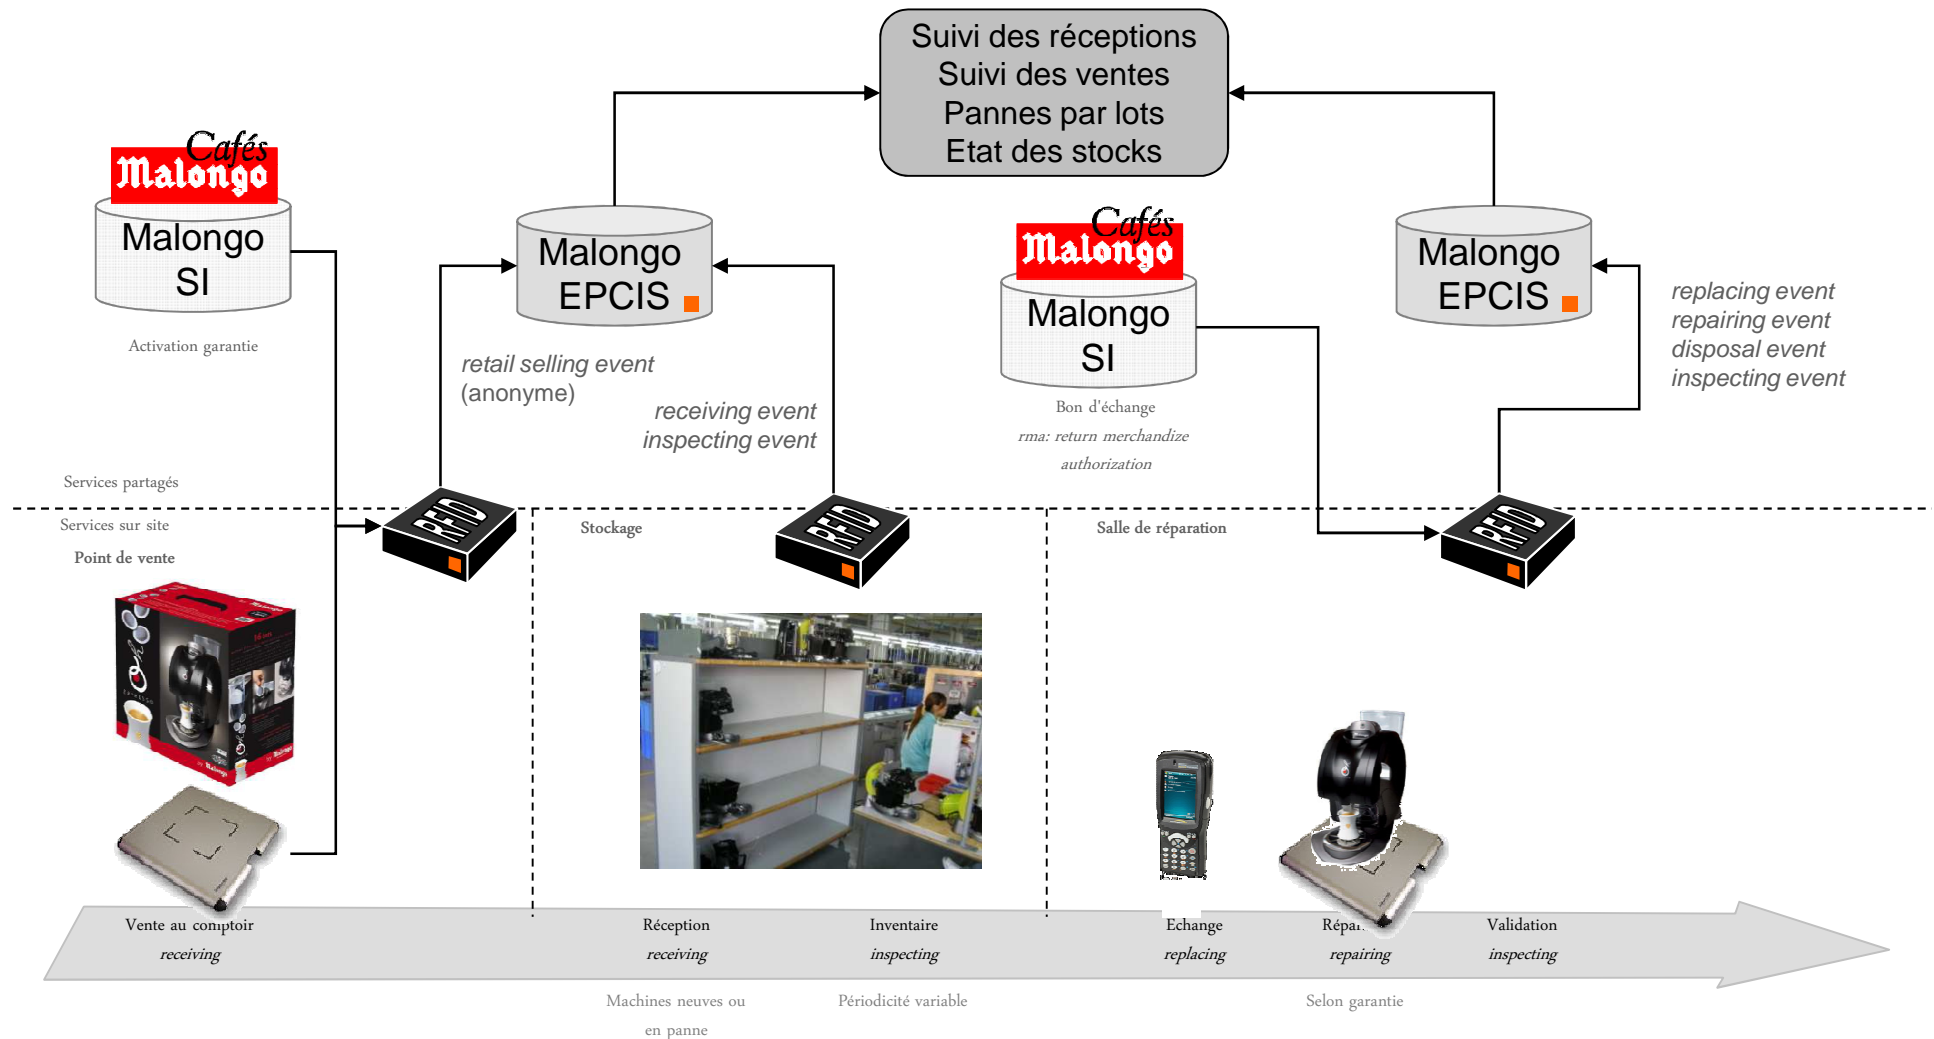 Suivi des réceptions
Suivi des ventes
Pannes par lots
Etat des stocks
Cafés
Malongo
Malongo
SI
Activation garantie
Malongo
EPCIS
retail selling event
(anonyme)
receiving event
inspecting event
Cafés
Malongo
Malongo
SI
Bon d'échange
rma: return merchandize
authorization
Malongo
EPCIS
replacing event
repairing event
disposal event
inspecting event
Services partagés
Services sur site
Point de vente
RFID
Stockage
RFID
Salle de réparation
RFID
Malongo
Oh
Malongo
Vente au comptoir
receiving
Réception
receiving
Inventaire
inspecting
Echange
replacing
Répar
repairing
Validation
inspecting
Machines neuves ou
en panne
Périodicité variable
Selon garantie